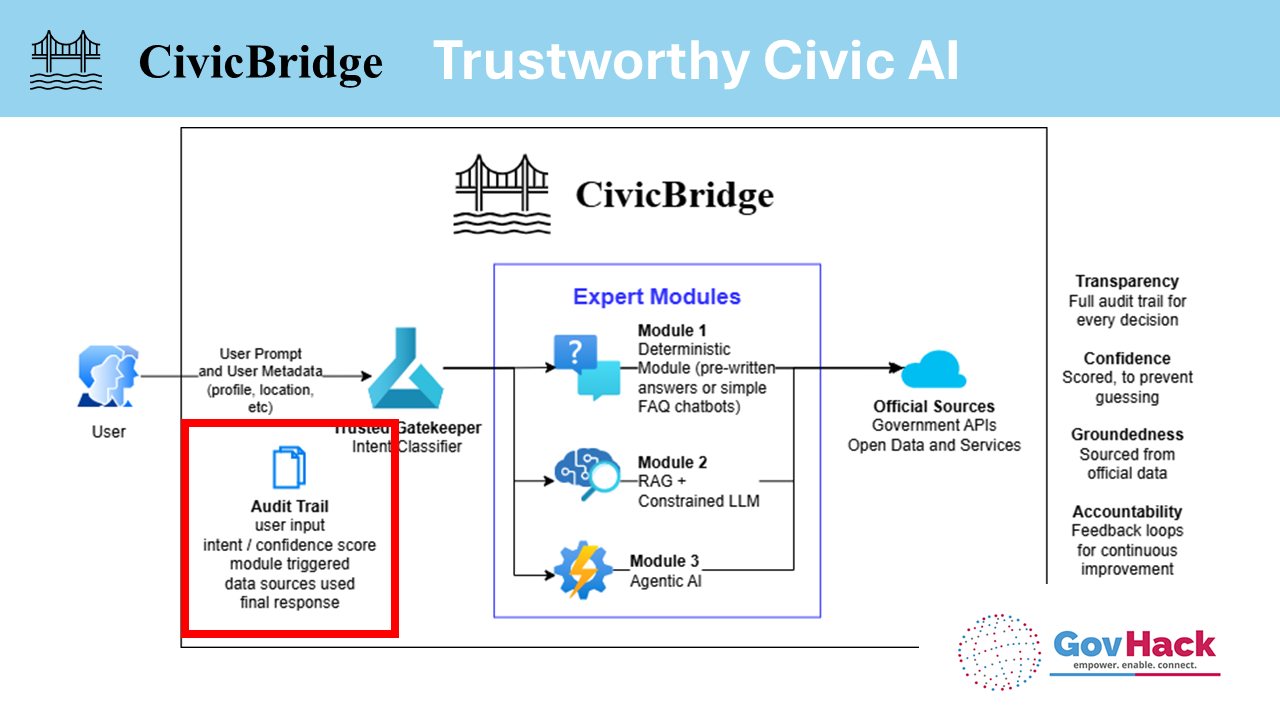 CivicBridge Trustworthy Civic AI
CivicBridge
Expert Modules
User Prompt
and User Metadata
(profile, location,
etc)
User
Trusted Gatekeeper
Intent Classifier
?
Module 1
Deterministic
Module (pre-written
answers or simple
FAQ chatbots)
Module 2
RAG +
Constrained LLM
Module 3
Agentic AI
Official Sources
Government APIs
Open Data and Services
Audit Trail
user input
intent / confidence score
module triggered
data sources used
final response
Transparency
Full audit trail for
every decision
Confidence
Scored, to prevent
guessing
Groundedness
Sourced from
official data
Accountability
Feedback loops
for continuous
improvement
GovHack
empower. enable. connect.